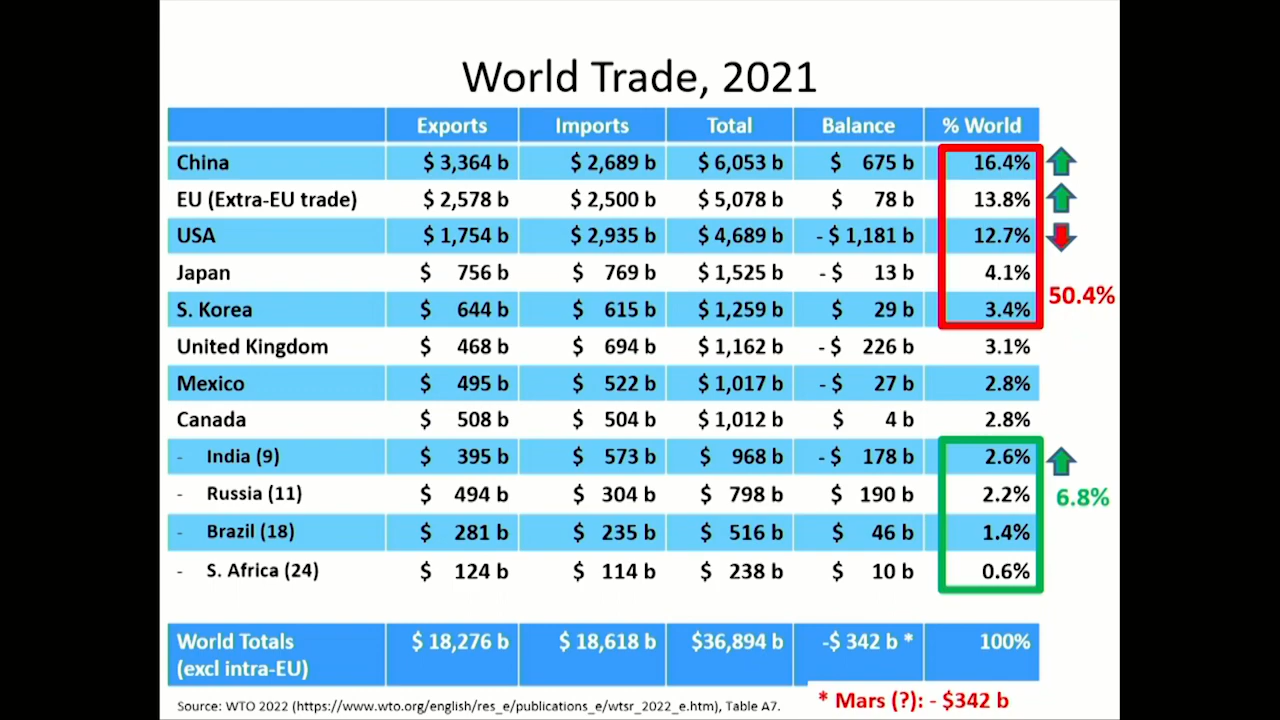 World Trade, 2021
Exports Imports Total Balance % World
China $ 3,364 b $ 2,689 b $ 6,053 b $ 675 b 16.4%
EU (Extra-EU trade) $ 2,578 b $ 2,500 b $ 5,078 b $ 78 b 13.8%
USA $ 1,754 b $ 2,935 b $ 4,689 b - $ 1,181 b 12.7%
Japan $ 756 b $ 769 b $ 1,525 b - $ 13 b 4.1%
50.4%
S. Korea $ 644 b $ 615 b $ 1,259 b $ 29 b 3.4%
United Kingdom $ 468 b $ 694 b $ 1,162 b - $ 226 b 3.1%
Mexico $ 495 b $ 522 b $ 1,017 b - $ 27 b 2.8%
Canada $ 508 b $ 504 b $ 1,012 b $ 4 b 2.8%
- India (9) $ 395 b $ 573 b $ 968 b - $ 178 b 2.6%
- Russia (11) $ 494 b $ 304 b $ 798 b $ 190 b 2.2% 6.8%
- Brazil (18) $ 281 b $ 235 b $ 516 b $ 46 b 1.4%
- S. Africa (24) $ 124 b $ 114 b $ 238 b $ 10 b 0.6%
World Totals $ 18,276 b $ 18,618 b $36,894 b -$ 342 b * 100%
(excl intra-EU)
Source: WTO 2022 (https://www.wto.org/english/res_e/publications_e/wtsr_2022_e.htm), Table A7.
* Mars (?): - $342 b